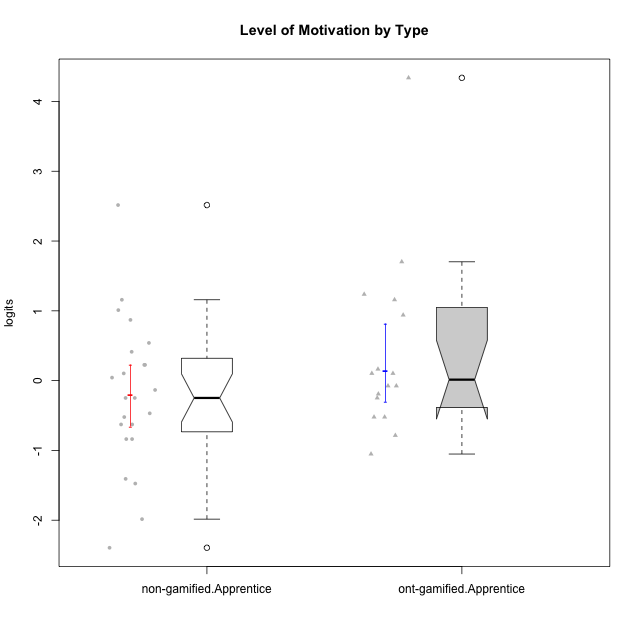 Level of Motivation by Type
logits
4
3
2
1
0
-1
-2
non-gamified.Apprentice
ont-gamified.Apprentice